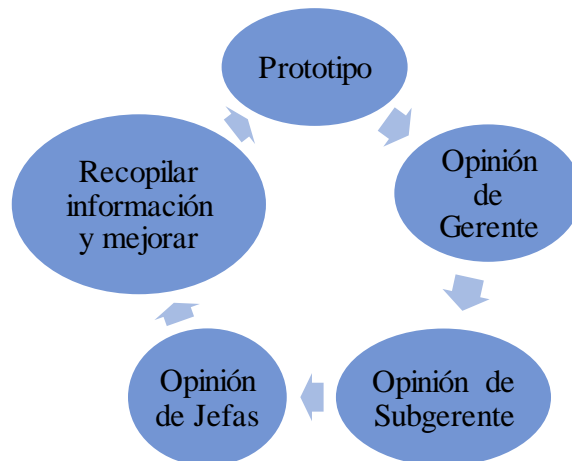 Prototipo
Opinión
de
Gerente
Opinión de
Subgerente
Opinión
de Jefas
Recopilar
información
y mejorar